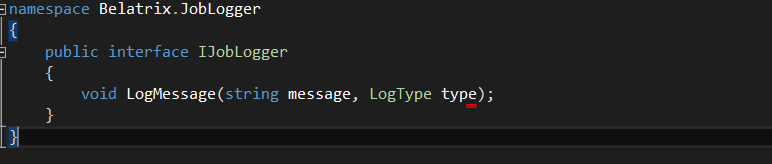 namespace Belatrix.JobLogger
{
    public interface IJobLogger
    {
        void LogMessage(string message, LogType type);
    }
}